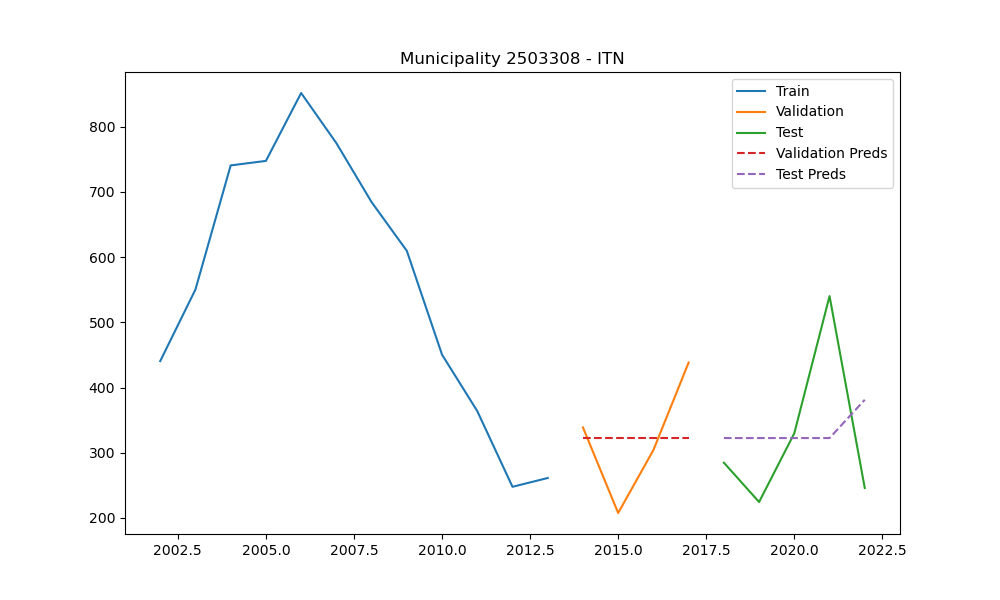 Municipality 2503308 - ITN
Train
Validation
Test
Validation Preds
Test Preds
800
700
600
500
400
300
200
2002.5 2005.0 2007.5 2010.0 2012.5 2015.0 2017.5 2020.0 2022.5